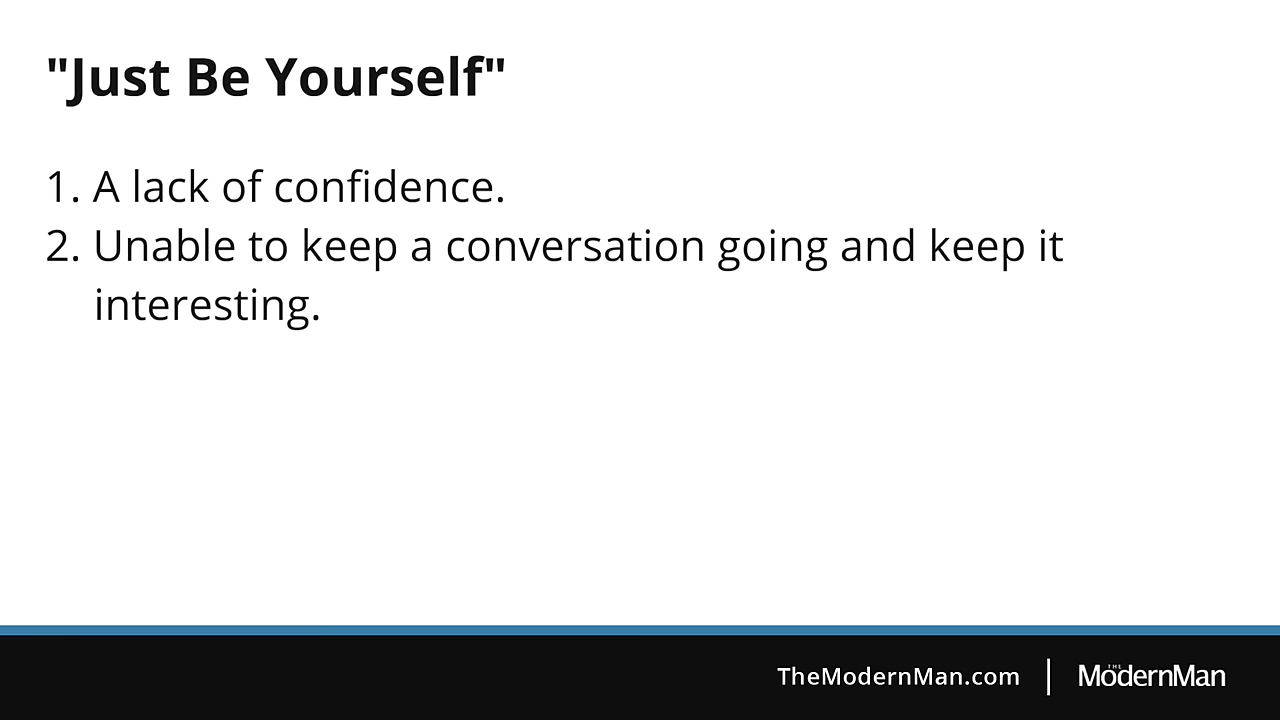 "Just Be Yourself"
1. A lack of confidence.
2. Unable to keep a conversation going and keep it
interesting.
TheModernMan.com | THE ModernMan